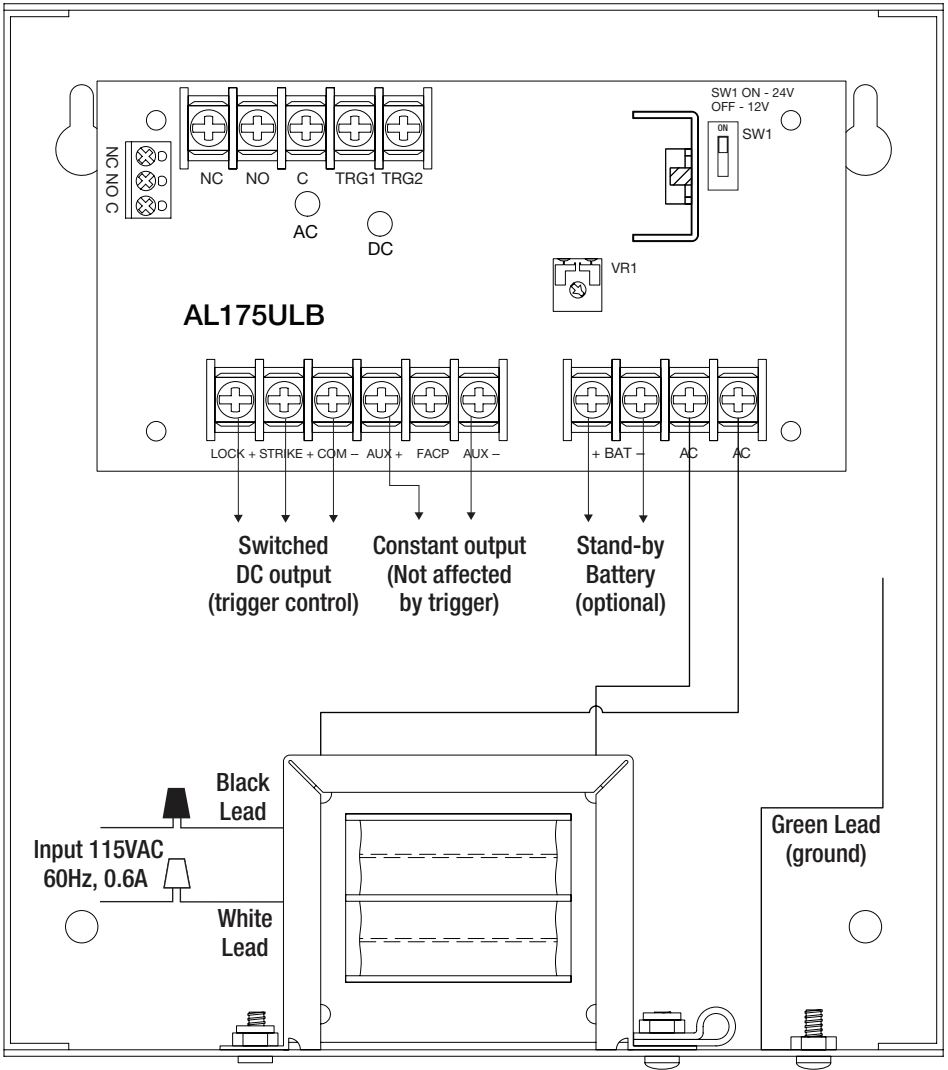 SW1 ON - 24V
OFF - 12V
ON
SW1
NC NO C
NC NO C TRG1 TRG2
AC
DC
VR1
AL175ULB
LOCK + STRIKE + COM – AUX + FACP AUX –
+ BAT – AC AC
Switched
DC output
(trigger control)
Constant output
(Not affected
by trigger)
Stand-by
Battery
(optional)
Black
Lead
Input 115VAC
60Hz, 0.6A
White
Lead
Green Lead
(ground)